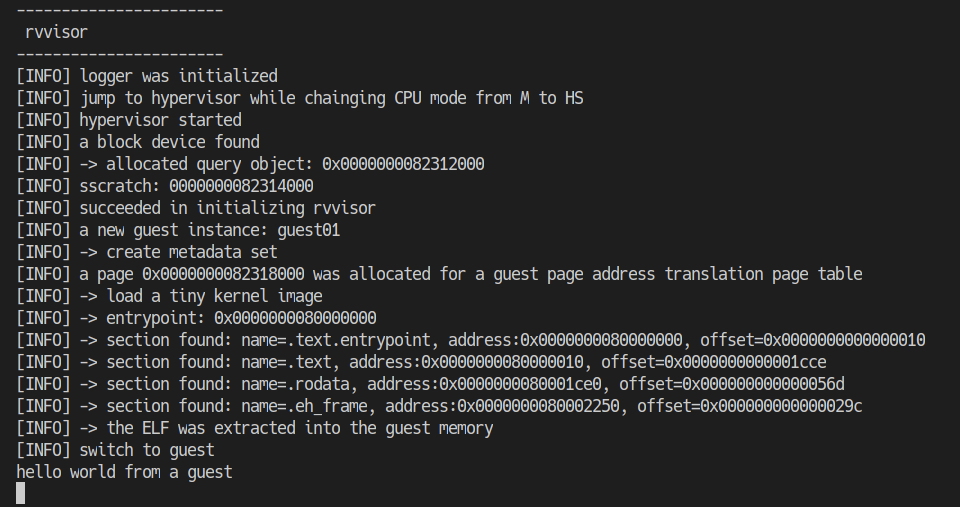 -----------------------
rvvisor
-----------------------
[INFO] logger was initialized
[INFO] jump to hypervisor while chainging CPU mode from M to HS
[INFO] hypervisor started
[INFO] a block device found
[INFO] -> allocated query object: 0x0000000082312000
[INFO] sscratch: 0000000082314000
[INFO] succeeded in initializing rvvisor
[INFO] a new guest instance: guest01
[INFO] -> create metadata set
[INFO] a page 0x0000000082318000 was allocated for a guest page address translation page table
[INFO] -> load a tiny kernel image
[INFO] -> entrypoint: 0x0000000080000000
[INFO] -> section found: name=.text.entrypoint, address:0x0000000080000000, offset=0x0000000000000010
[INFO] -> section found: name=.text, address:0x0000000080000010, offset=0x0000000000001cce
[INFO] -> section found: name=.rodata, address:0x0000000080001ce0, offset=0x000000000000056d
[INFO] -> section found: name=.eh_frame, address:0x0000000080002250, offset=0x000000000000029c
[INFO] -> the ELF was extracted into the guest memory
[INFO] switch to guest
hello world from a guest